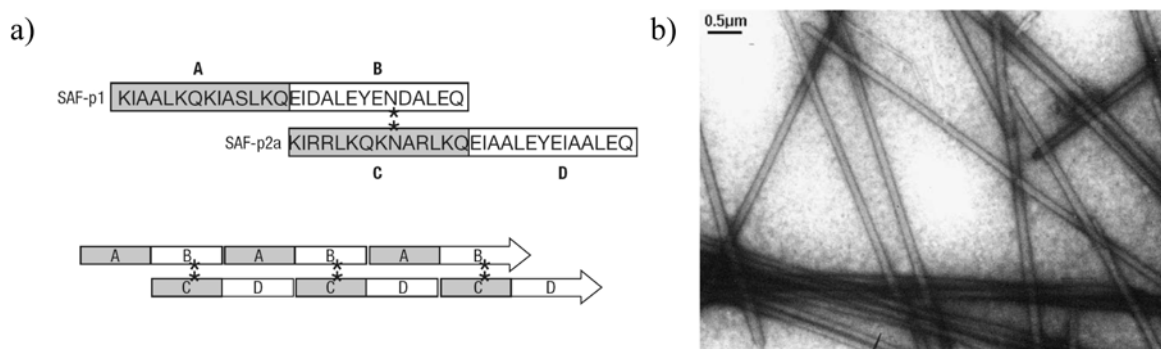 a)
A B
SAF-p1 KIAALKQKIASLKQ EIDALEYENDALEQ
* 
*
SAF-p2a KIRRLKQKNARLKQ EIAALEYEIAALEQ
C D
A B A B A B
* * *
* * *
C D C D C D
b)
0.5µm